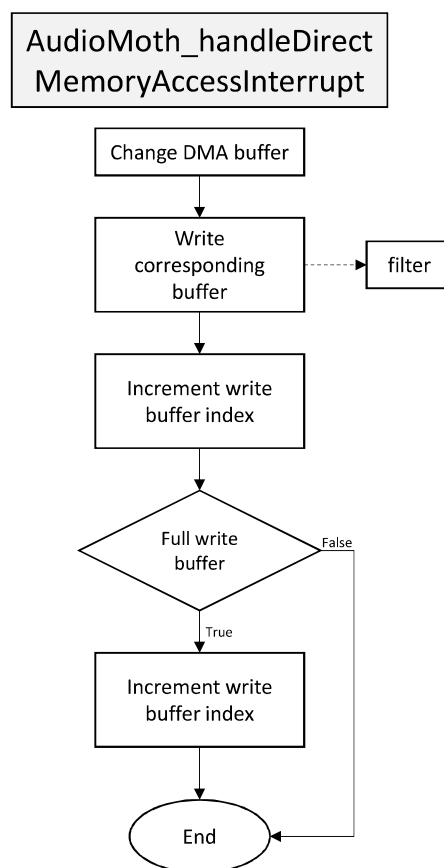 AudioMoth_handleDirect
MemoryAccessInterrupt
Change DMA buffer
Write
corresponding
buffer
filter
Increment write
buffer index
Full write
buffer
False
True
Increment write
buffer index
End